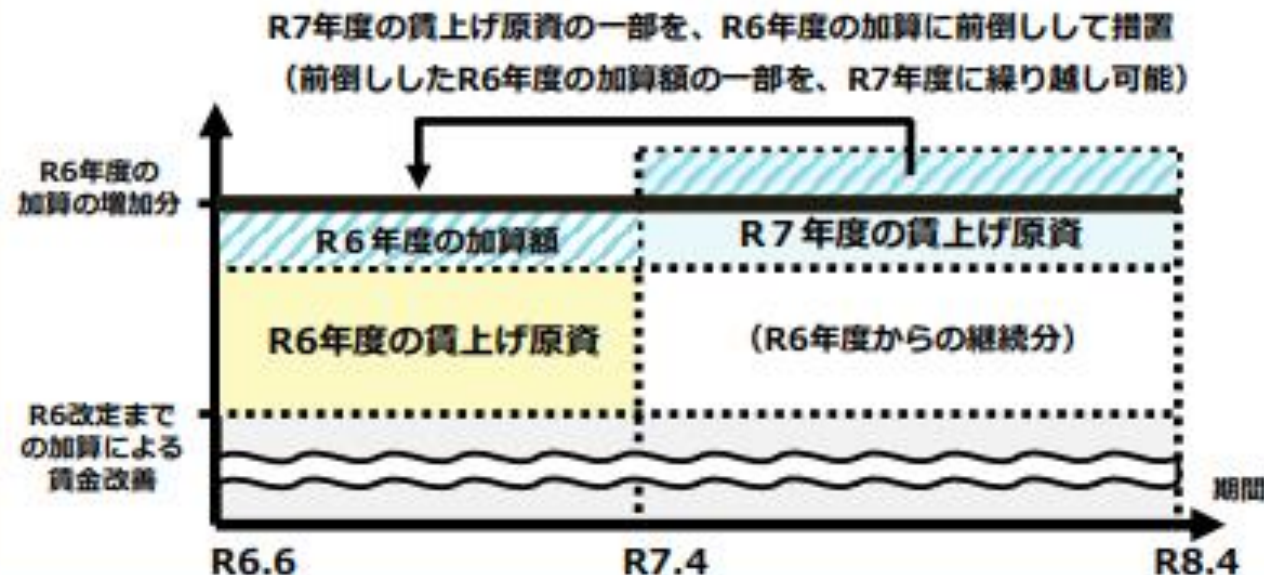 R7年度の賃上げ原資の一部を、R6年度の加算に前倒しして措置
（前倒ししたR6年度の加算額の一部を、R7年度に繰り越し可能）
R6年度の
加算の増加分
R６年度の加算額
R７年度の賃上げ原資
R6年度の賃上げ原資
（R6年度からの継続分）
R6改定まで
の加算による
賃金改善
期間
R6.6
R7.4
R8.4